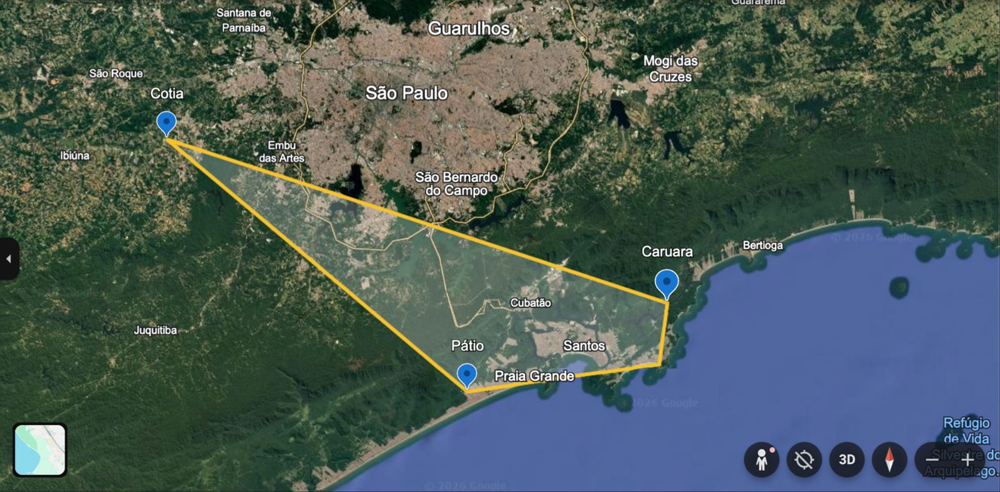 Guararema
Santana de
Parnaíba
Guarulhos
Mogi das
Cruzes
São Roque
Cotia
São Paulo
Embu
das Artes
Ibiúna
São Bernardo
do Campo
© 2026 Google
Bertioga
Caruara
Cubatão
Juquitiba
Pátio
Santos
Praia Grande
2026 Google
Refúgio
de Vida
Silvestre do
Arquipélago.
3D
© 2026 Google